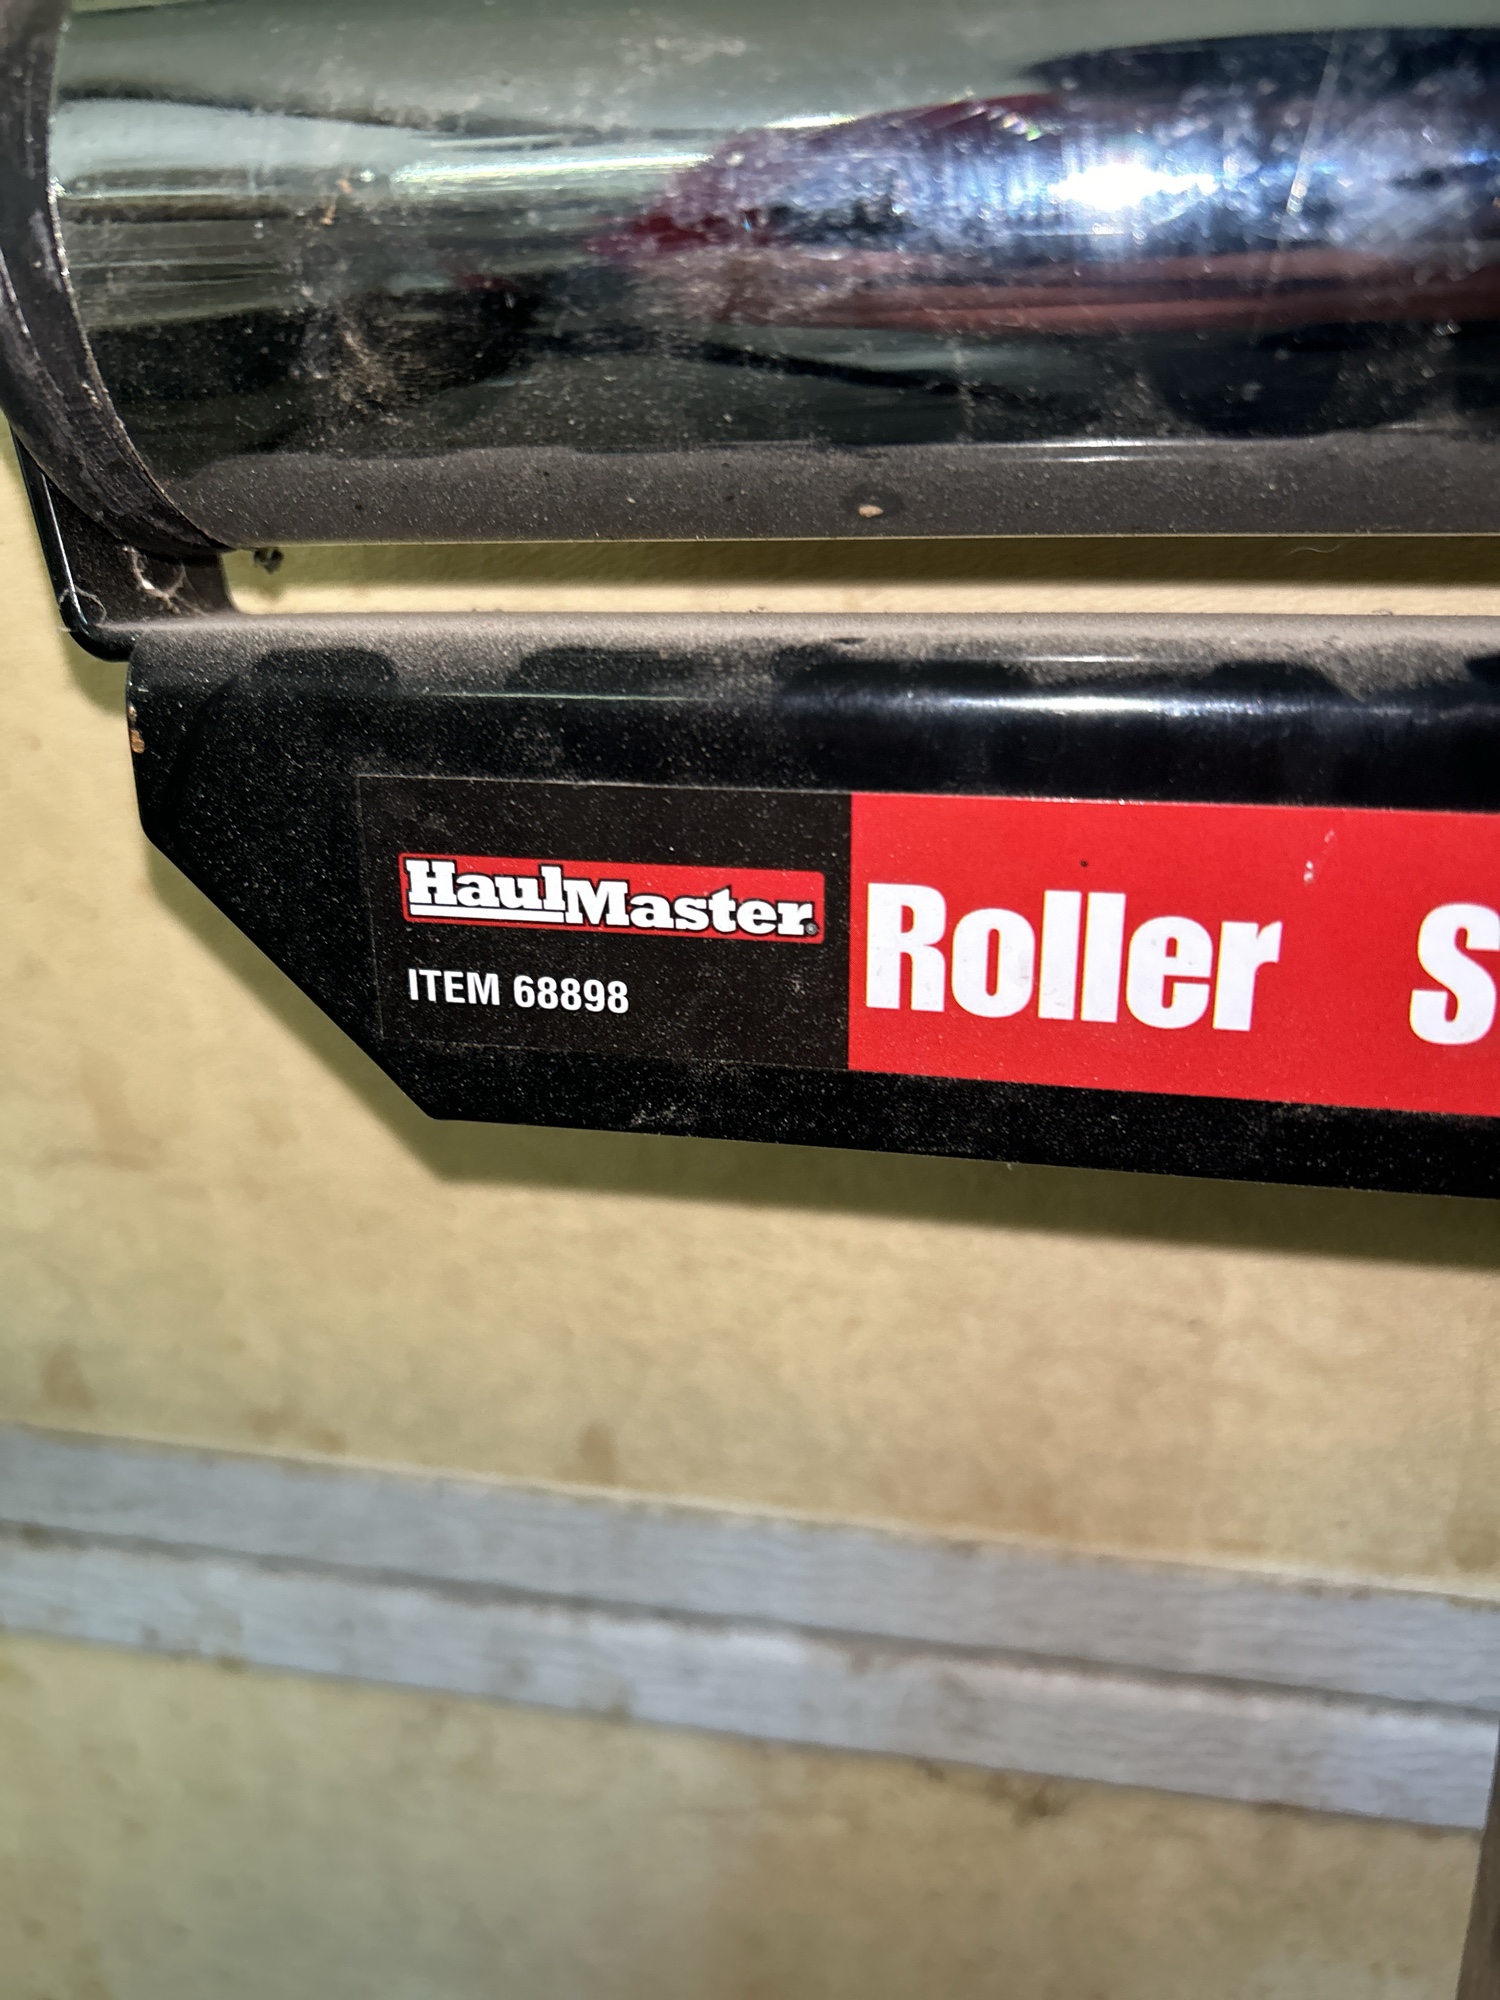 HaulMaster®
ITEM 68898
Roller S